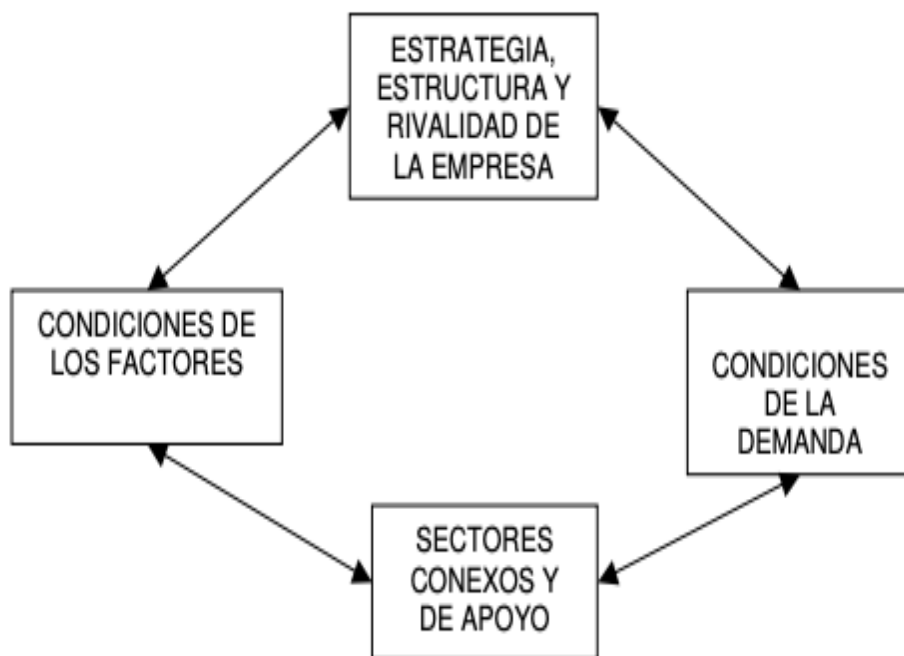 ESTRATEGIA,
ESTRUCTURA Y
RIVALIDAD DE
LA EMPRESA
CONDICIONES DE
LOS FACTORES
CONDICIONES
DE LA
DEMANDA
SECTORES
CONEXOS Y
DE APOYO